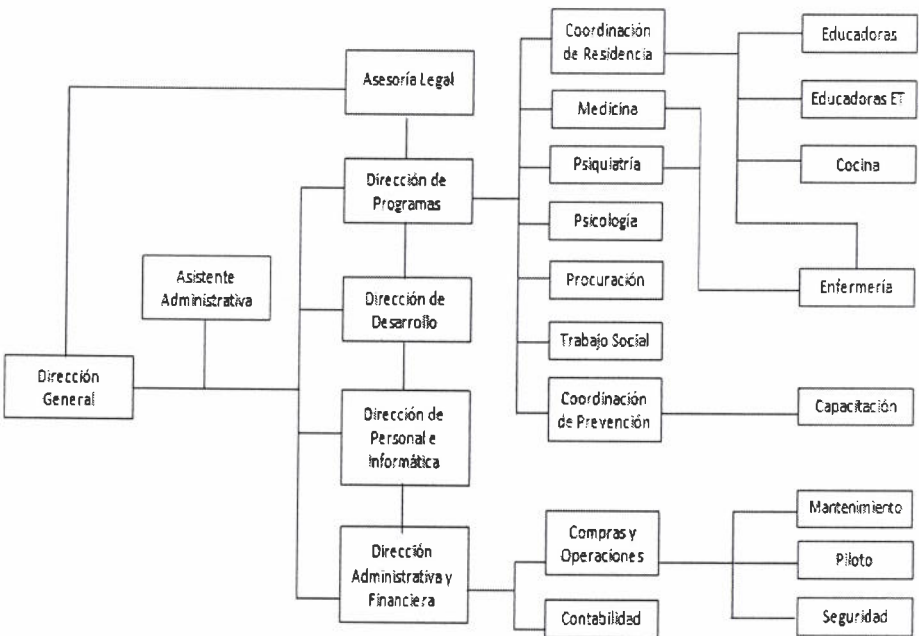 Coordinación
de Residencia
Educadoras
Asesoría Legal
Medicina
Educadoras ET
Dirección de
Programas
Psiquiatría
Cocina
Psicología
Asistente
Administrativa
Dirección de
Desarrollo
Procuración
Enfermería
Trabajo Social
Dirección
General
Dirección de
Personal e
Informática
Coordinación
de Prevención
Capacitación
Dirección
Administrativa y
Financiera
Compras y
Operaciones
Mantenimiento
Piloto
Contabilidad
Seguridad